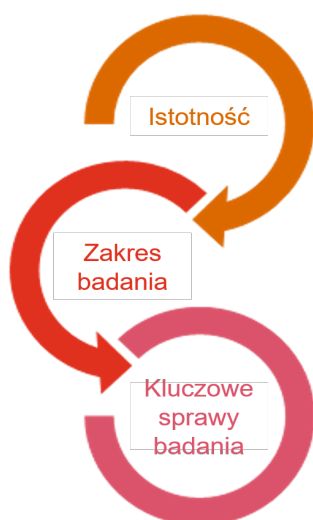 Istotność
Zakres
badania
Kluczowe
sprawy
badania